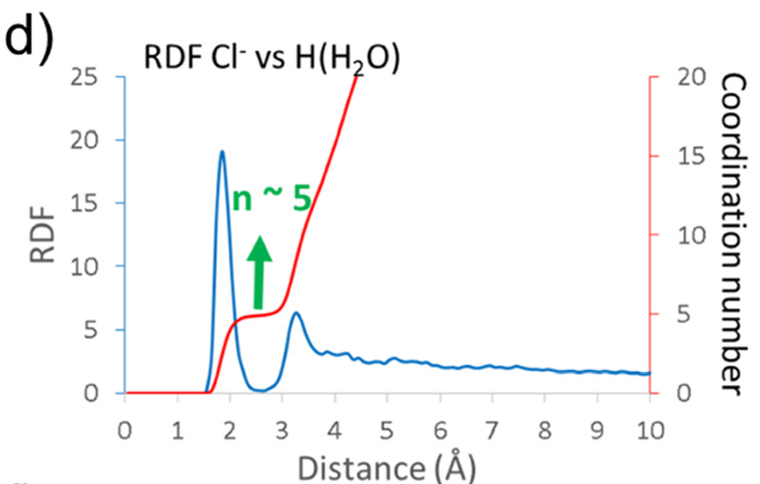 d)
RDF Cl⁻ vs H(H₂O)
25
20
15
10
5
0
RDF
n ~ 5
20
15
10
5
0
Coordination number
0 1 2 3 4 5 6 7 8 9 10
Distance (Å)